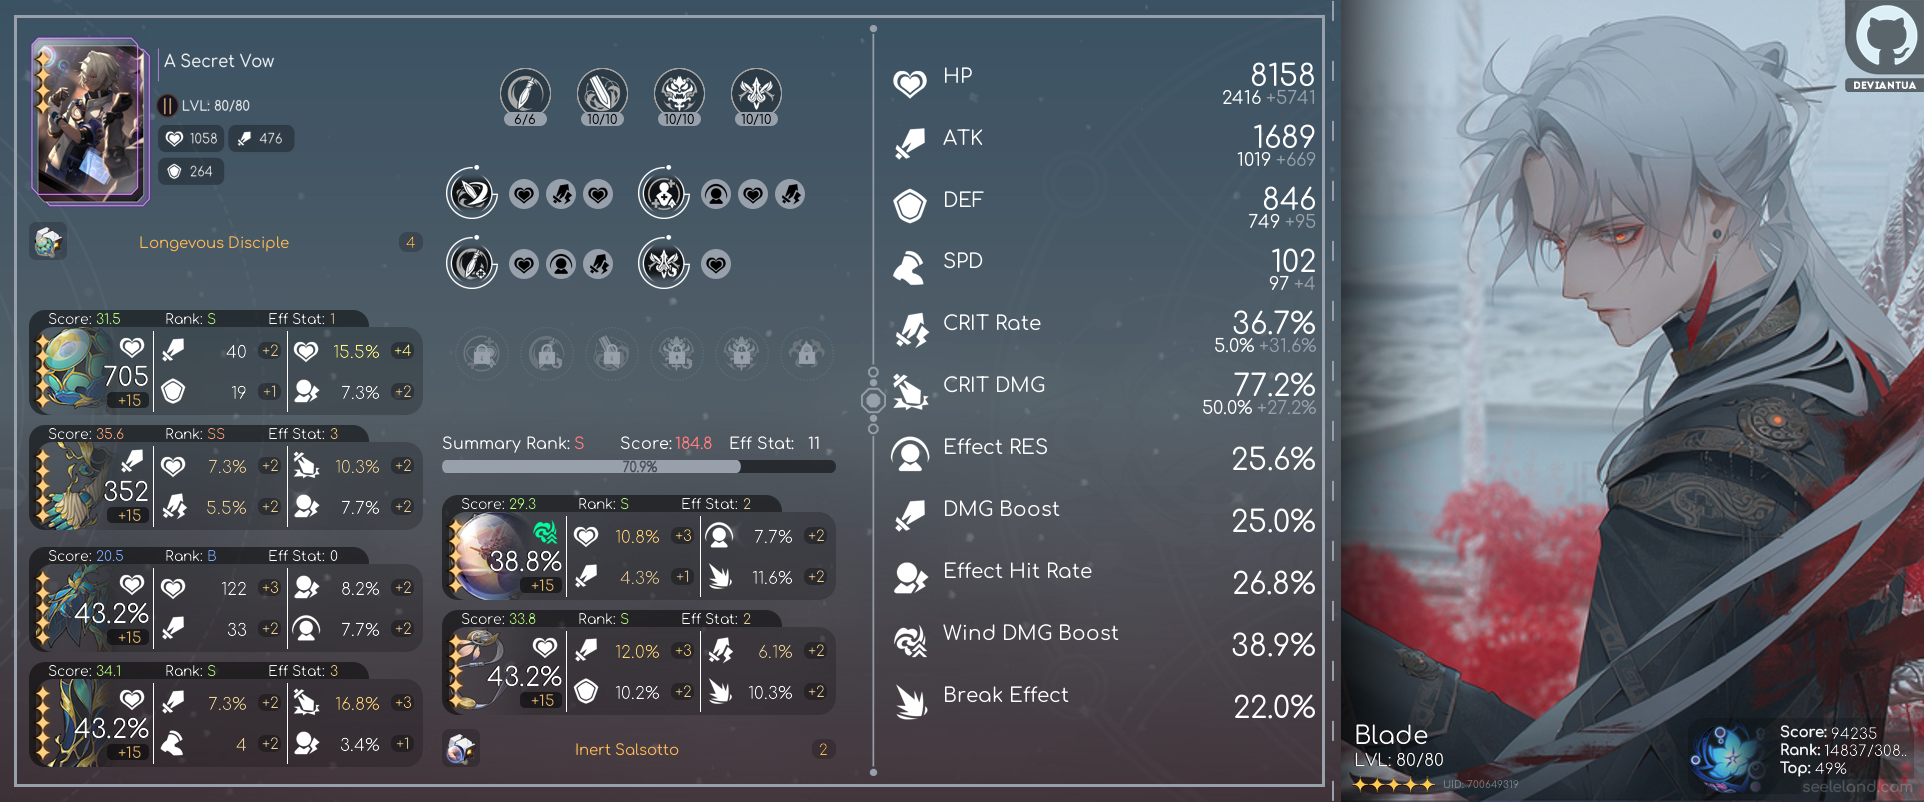 A Secret Vow
LVL: 80/80
1058
476
264
Longevous Disciple
4
Score: 31.5 Rank: S Eff Stat: 1
705
+15
40 +2
15.5% +4
19 +1
7.3% +2
Score: 35.6 Rank: SS Eff Stat: 3
352
+15
7.3% +2
10.3% +2
5.5% +2
7.7% +2
Score: 20.5 Rank: B Eff Stat: 0
43.2%
+15
122 +3
8.2% +2
33 +2
7.7% +2
Score: 34.1 Rank: S Eff Stat: 3
43.2%
+15
7.3% +2
16.8% +3
4 +2
3.4% +1
6/6
10/10
10/10
10/10
Summary Rank: S Score: 184.8 Eff Stat: 11
70.9%
Score: 29.3 Rank: S Eff Stat: 2
38.8%
+15
10.8% +3
7.7% +2
4.3% +1
11.6% +2
Score: 33.8 Rank: S Eff Stat: 2
43.2%
+15
12.0% +3
6.1% +2
10.2% +2
10.3% +2
Inert Salsotto
2
HP 8158
2416 +5741
ATK 1689
1019 +669
DEF 846
749 +95
SPD 102
97 +4
CRIT Rate 36.7%
5.0% +31.6%
CRIT DMG 77.2%
50.0% +27.2%
Effect RES 25.6%
DMG Boost 25.0%
Effect Hit Rate 26.8%
Wind DMG Boost 38.9%
Break Effect 22.0%
DEVIANTUA
Blade
LVL: 80/80
UID: 700649319
Score: 94235
Rank: 14837/308..
Top: 49%
seeleland.com